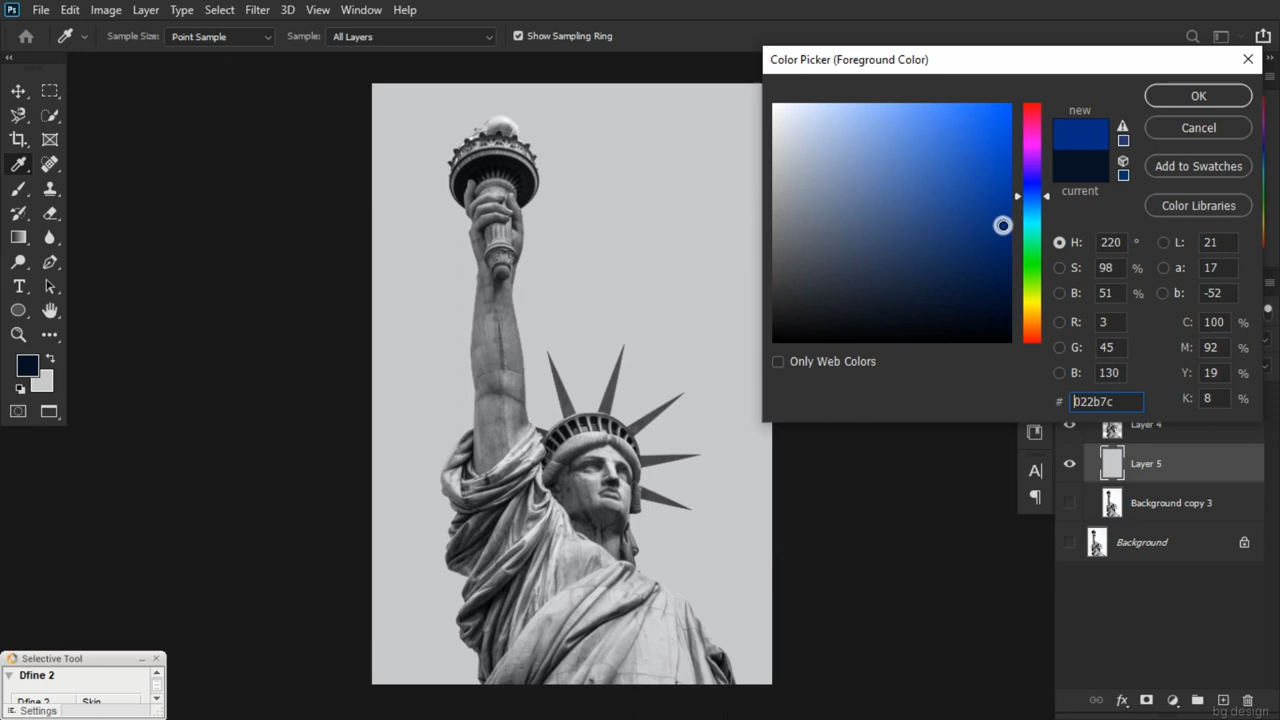 Ps File Edit Image Layer Type Select Filter 3D View Window Help
Sample Size: Point Sample Sample: All Layers Show Sampling Ring
Color Picker (Foreground Color)
new
current
OK
Cancel
Add to Swatches
Color Libraries
H: 220 ° L: 21
S: 98 % a: 17
B: 51 % b: -52
R: 3 C: 100 %
G: 45 M: 92 %
B: 130 Y: 19 %
# 022b7c K: 8 %
Only Web Colors
Layer 4
Layer 5
Background copy 3
Background
Selective Tool
Dfine 2
Dfine 2 Skin
Settings
fx
bg design